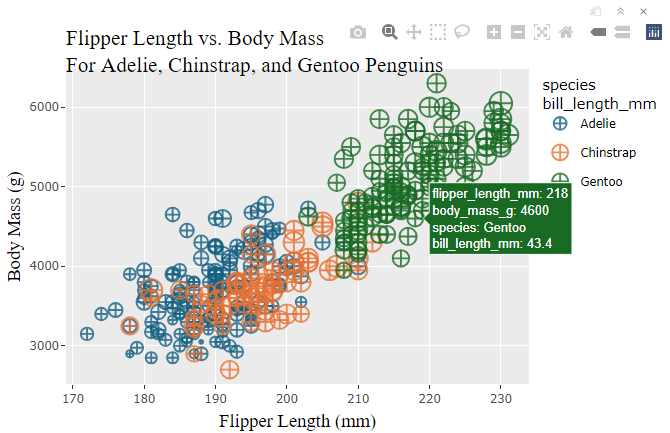 Flipper Length vs. Body Mass
For Adelie, Chinstrap, and Gentoo Penguins
species
bill_length_mm
Adelie
Chinstrap
Gentoo
6000
5000
4000
3000
Body Mass (g)
flipper_length_mm: 218
body_mass_g: 4600
species: Gentoo
bill_length_mm: 43.4
170 180 190 200 210 220 230
Flipper Length (mm)